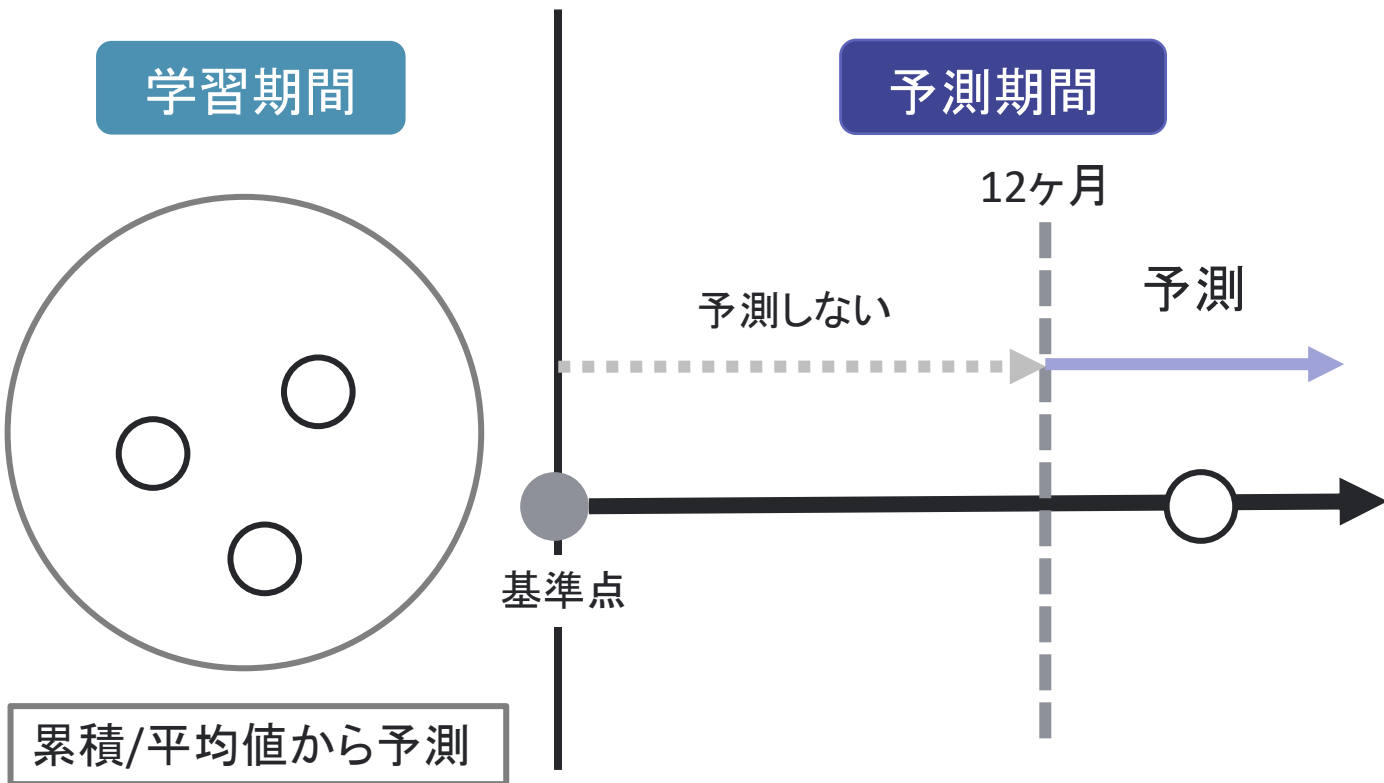 学習期間
予測期間
12ヶ月
予測しない
予測
基準点
累積/平均値から予測